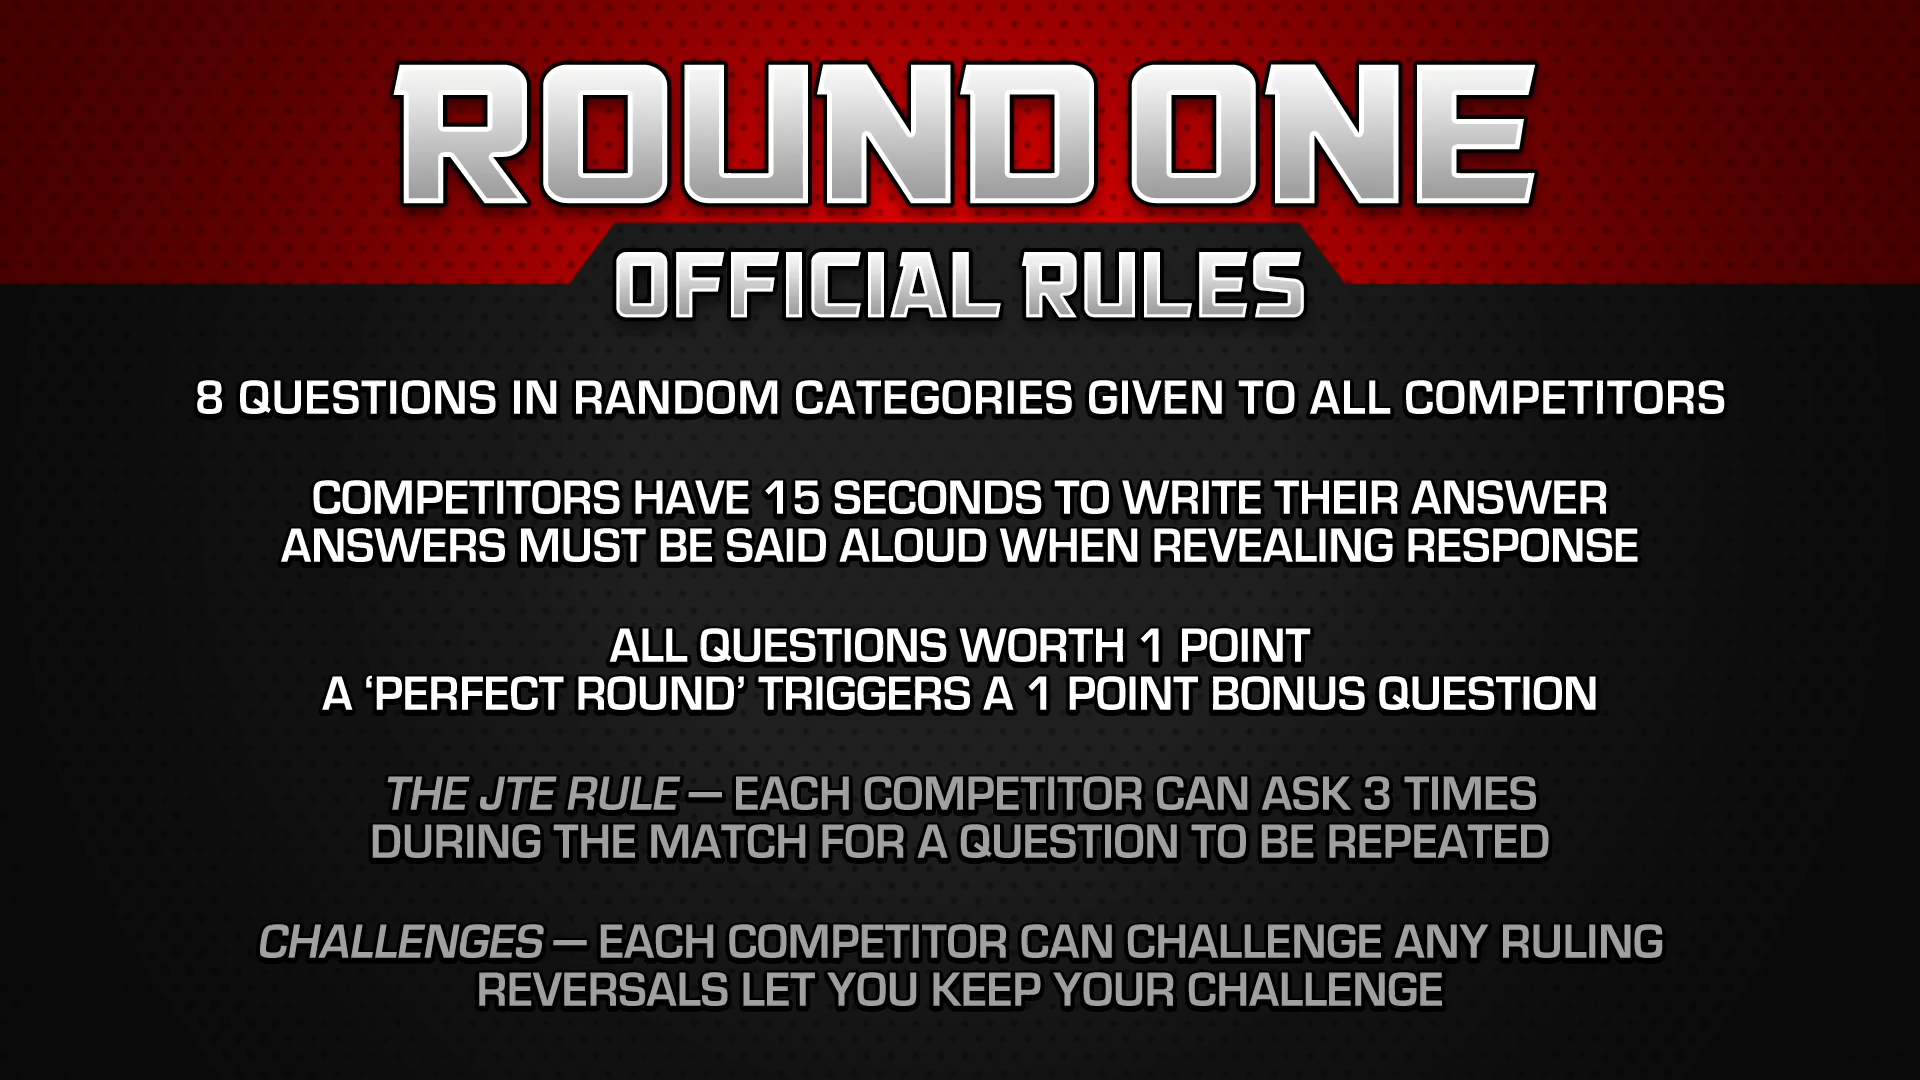 ROUND ONE
OFFICIAL RULES
8 QUESTIONS IN RANDOM CATEGORIES GIVEN TO ALL COMPETITORS
COMPETITORS HAVE 15 SECONDS TO WRITE THEIR ANSWER
ANSWERS MUST BE SAID ALOUD WHEN REVEALING RESPONSE
ALL QUESTIONS WORTH 1 POINT
A ‘PERFECT ROUND’ TRIGGERS A 1 POINT BONUS QUESTION
THE JTE RULE — EACH COMPETITOR CAN ASK 3 TIMES
DURING THE MATCH FOR A QUESTION TO BE REPEATED
CHALLENGES — EACH COMPETITOR CAN CHALLENGE ANY RULING
REVERSALS LET YOU KEEP YOUR CHALLENGE